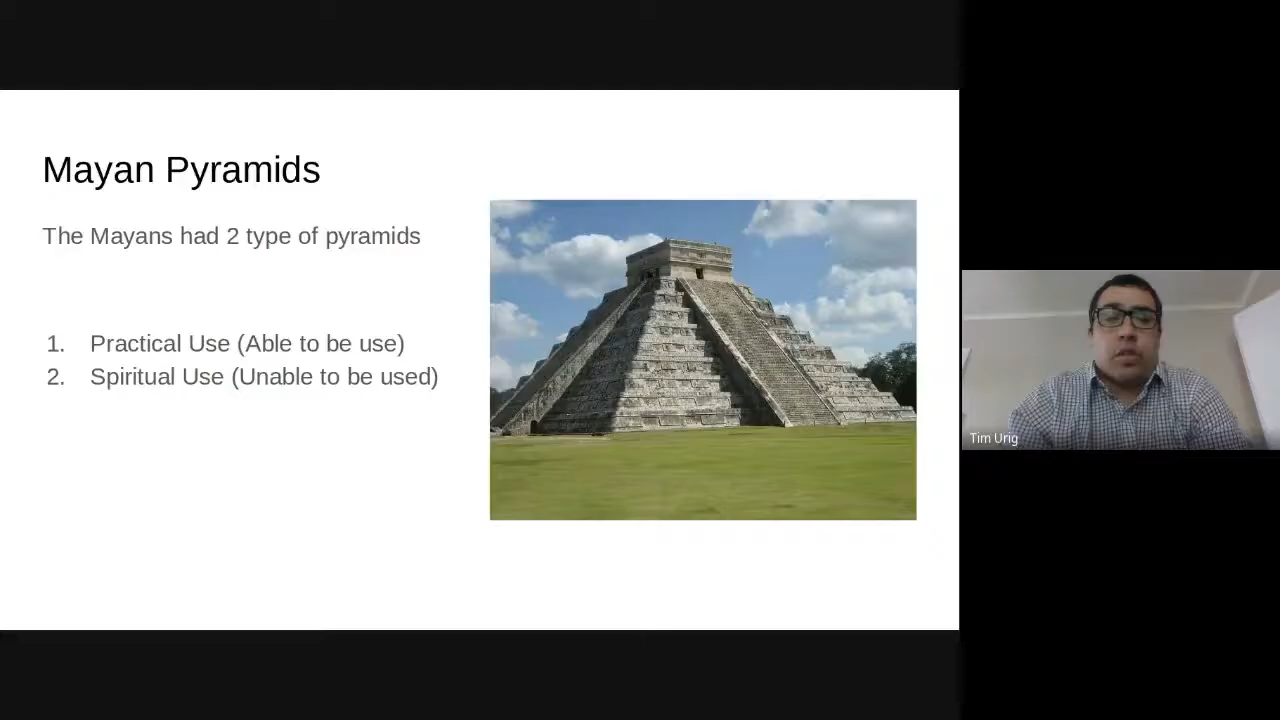 Mayan Pyramids
The Mayans had 2 type of pyramids
1. Practical Use (Able to be use)
2. Spiritual Use (Unable to be used)
Tim Urig